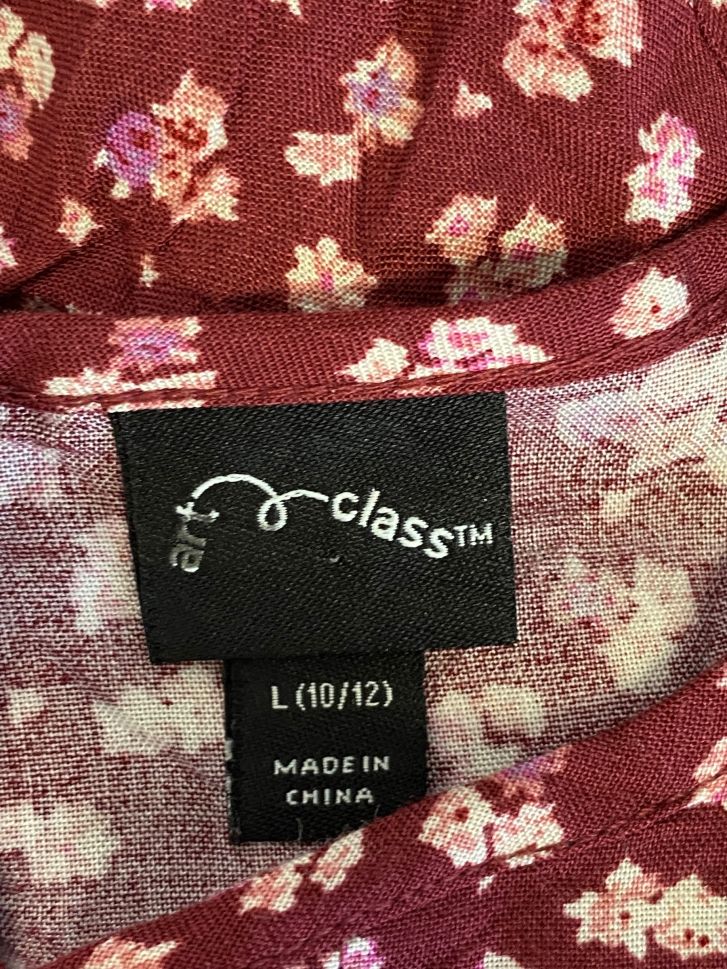 art class™
L (10/12)
MADE IN
CHINA